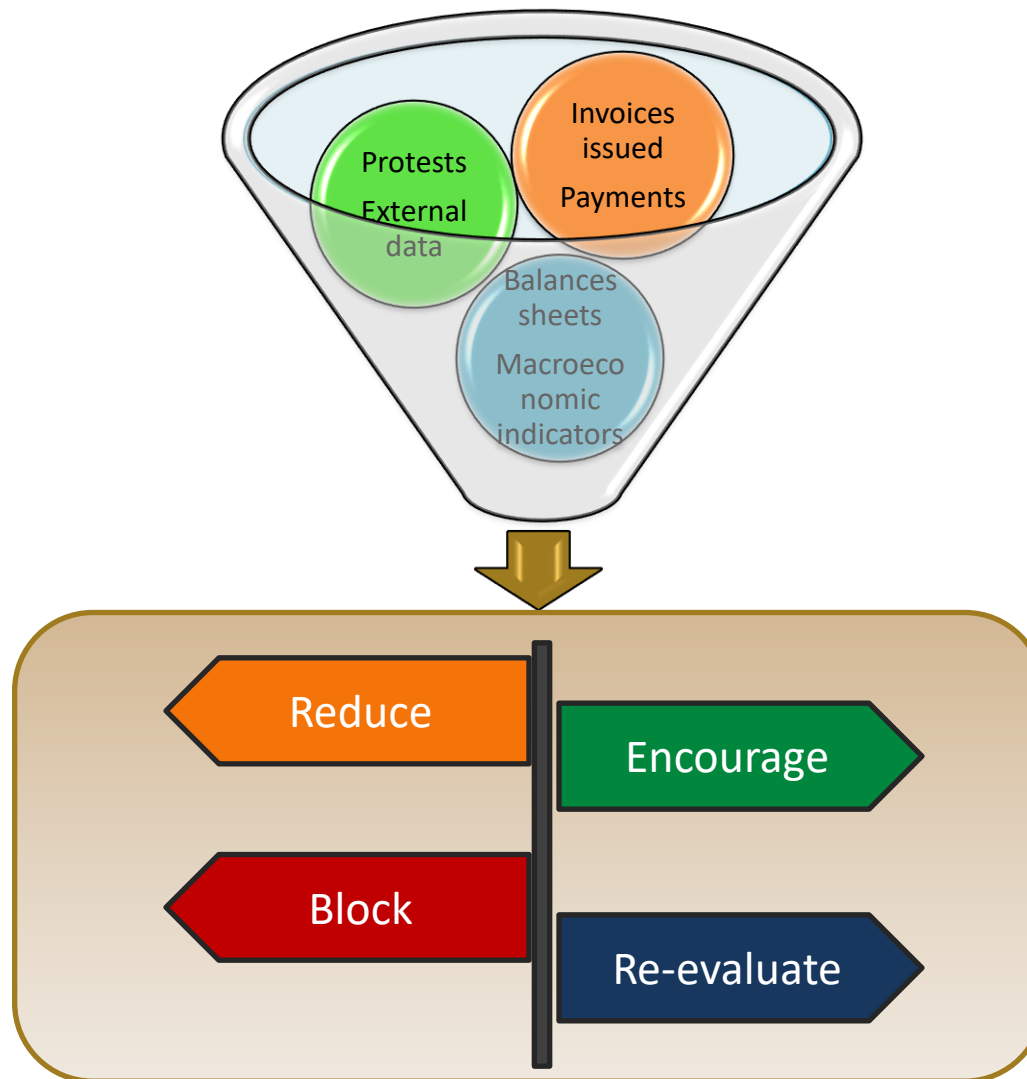 Protests
External
data
Invoices
issued
Payments
Balances
sheets
Macroeco
nomic
indicators
Reduce
Encourage
Block
Re-evaluate